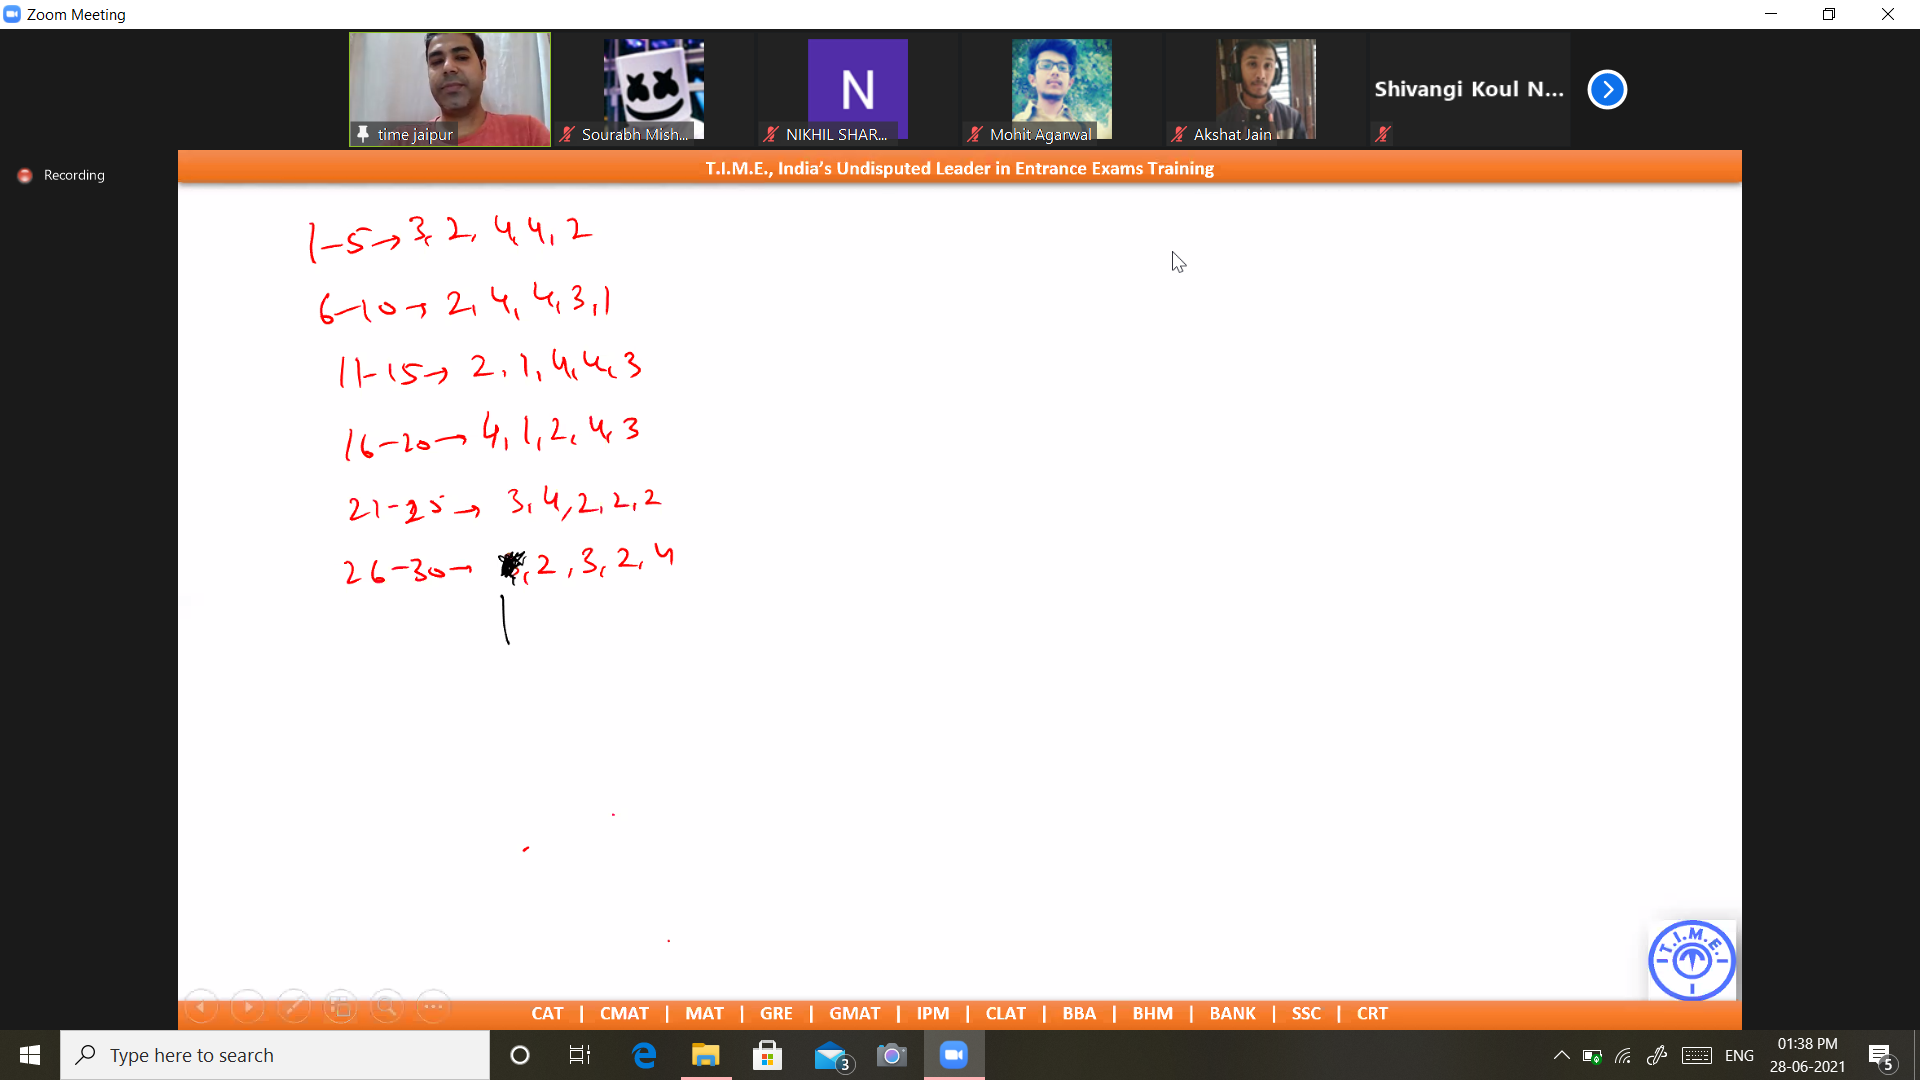 Zoom Meeting
time jaipur
Sourabh Mish...
N
NIKHIL SHAR...
Mohit Agarwal
Akshat Jain
Shivangi Koul N...
Recording
T.I.M.E., India's Undisputed Leader in Entrance Exams Training
1-5→3, 2, 4, 4, 2
6-10→ 2, 4, 4, 3, 1
11-15→ 2, 1, 4, 4, 3
16-20→ 4, 1, 2, 4, 3
21-25→ 3, 4, 2, 2, 2
26-30→ , 2, 3, 2, 4
1
T.I.M.E.
CAT | CMAT | MAT | GRE | GMAT | IPM | CLAT | BBA | BHM | BANK | SSC | CRT
Type here to search
3
ENG
01:38 PM
28-06-2021
5